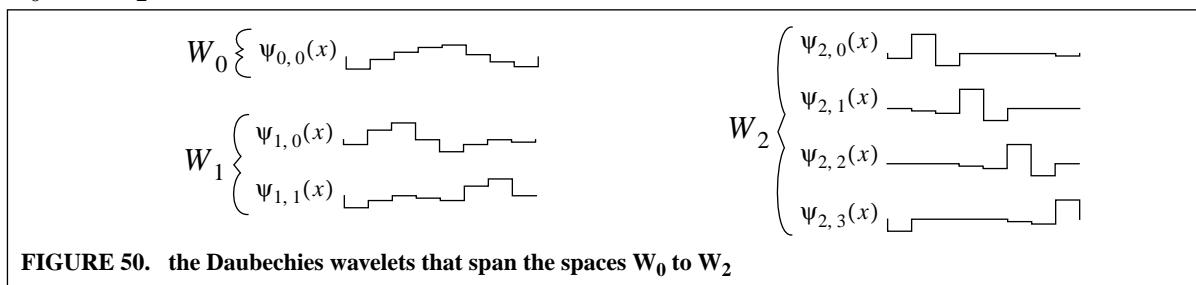 W₀ { ψ₀, ₀(x)
W₁ { ψ₁, ₀(x)
ψ₁, ₁(x)
W₂ { ψ₂, ₀(x)
ψ₂, ₁(x)
ψ₂, ₂(x)
ψ₂, ₃(x)
FIGURE 50. the Daubechies wavelets that span the spaces W₀ to W₂